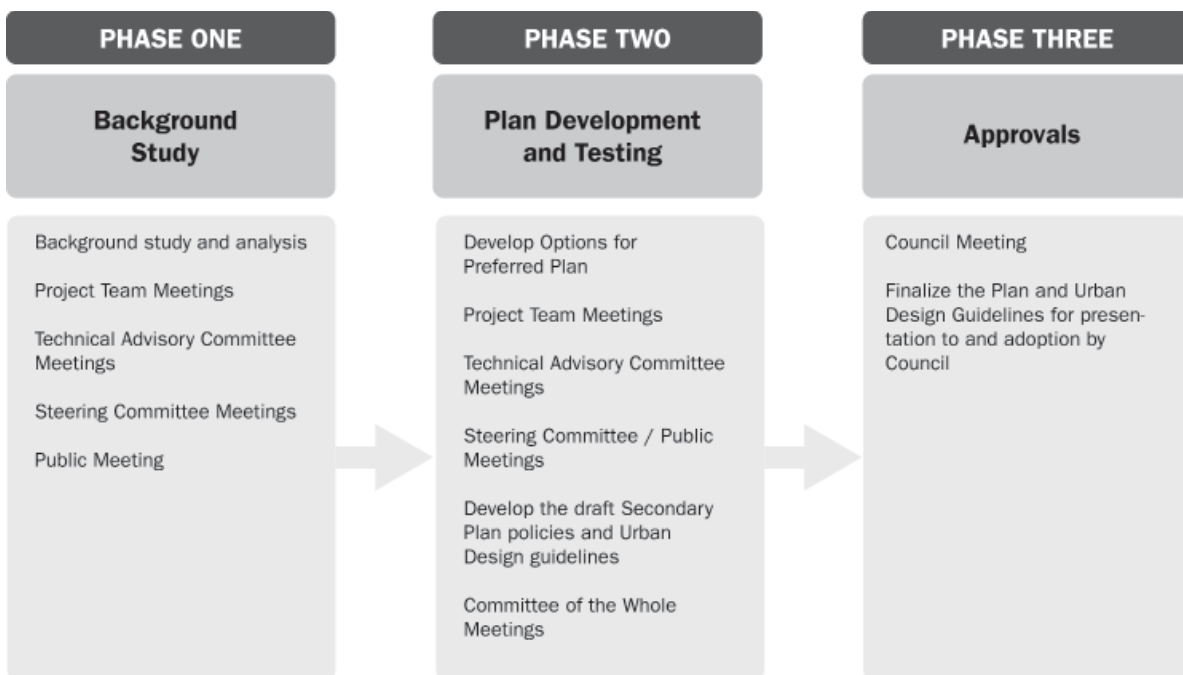 PHASE ONE
Background
Study
Background study and analysis
Project Team Meetings
Technical Advisory Committee
Meetings
Steering Committee Meetings
Public Meeting
PHASE TWO
Plan Development
and Testing
Develop Options for
Preferred Plan
Project Team Meetings
Technical Advisory Committee
Meetings
Steering Committee / Public
Meetings
Develop the draft Secondary
Plan policies and Urban
Design guidelines
Committee of the Whole
Meetings
PHASE THREE
Approvals
Council Meeting
Finalize the Plan and Urban
Design Guidelines for presen-
tation to and adoption by
Council